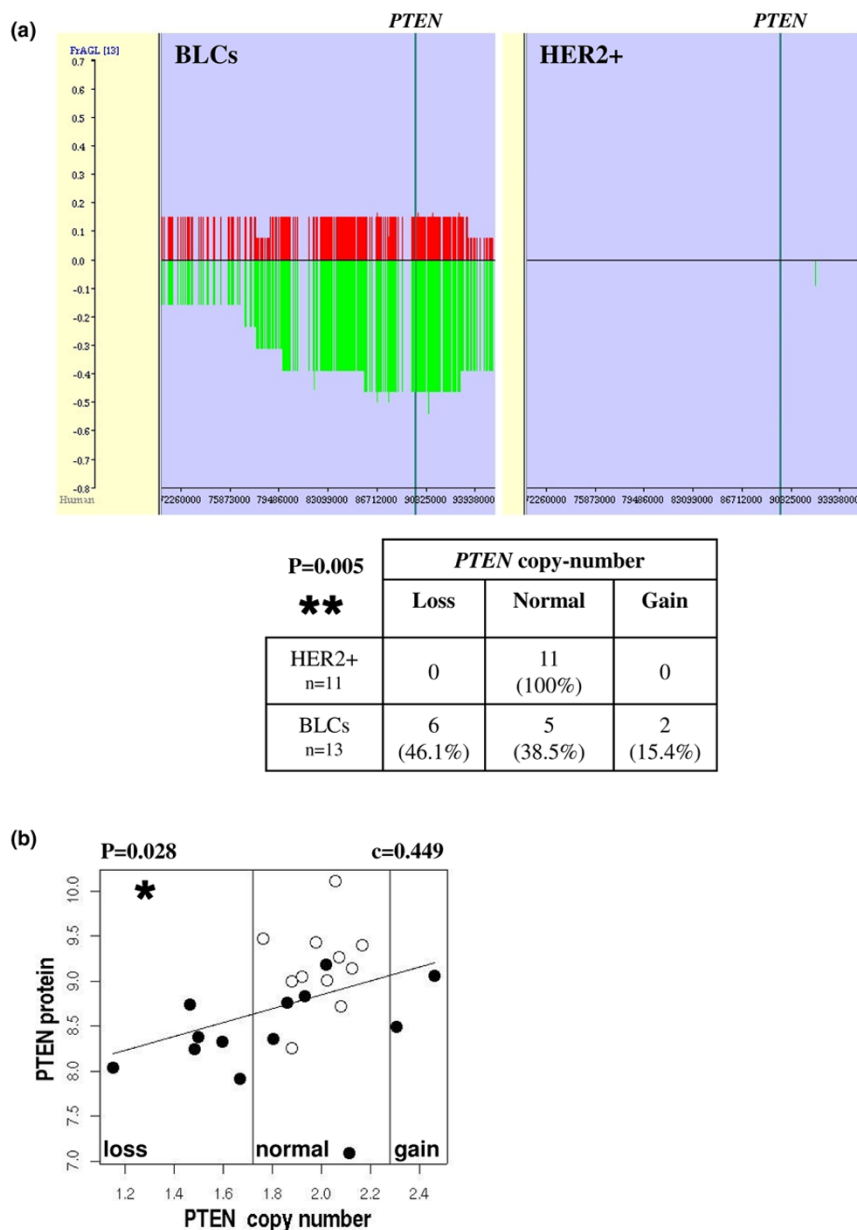 (a)
PTEN
PTEN
FrAGL [13]
BLCs
HER2+
0.7
0.6
0.5
0.4
0.3
0.2
0.1
0.0
-0.1
-0.2
-0.3
-0.4
-0.5
-0.6
-0.7
-0.8
Human
72260000 75873000 79486000 83099000 86712000 90325000 93938000
72260000 75873000 79486000 83099000 86712000 90325000 93938000
P=0.005
**
PTEN copy-number
Loss Normal Gain
HER2+
n=11
0
11
(100%)
0
BLCs
n=13
6
(46.1%)
5
(38.5%)
2
(15.4%)
(b)
P=0.028 c=0.449
*
PTEN protein
10.0
9.5
9.0
8.5
8.0
7.5
7.0
loss normal gain
1.2 1.4 1.6 1.8 2.0 2.2 2.4
PTEN copy number